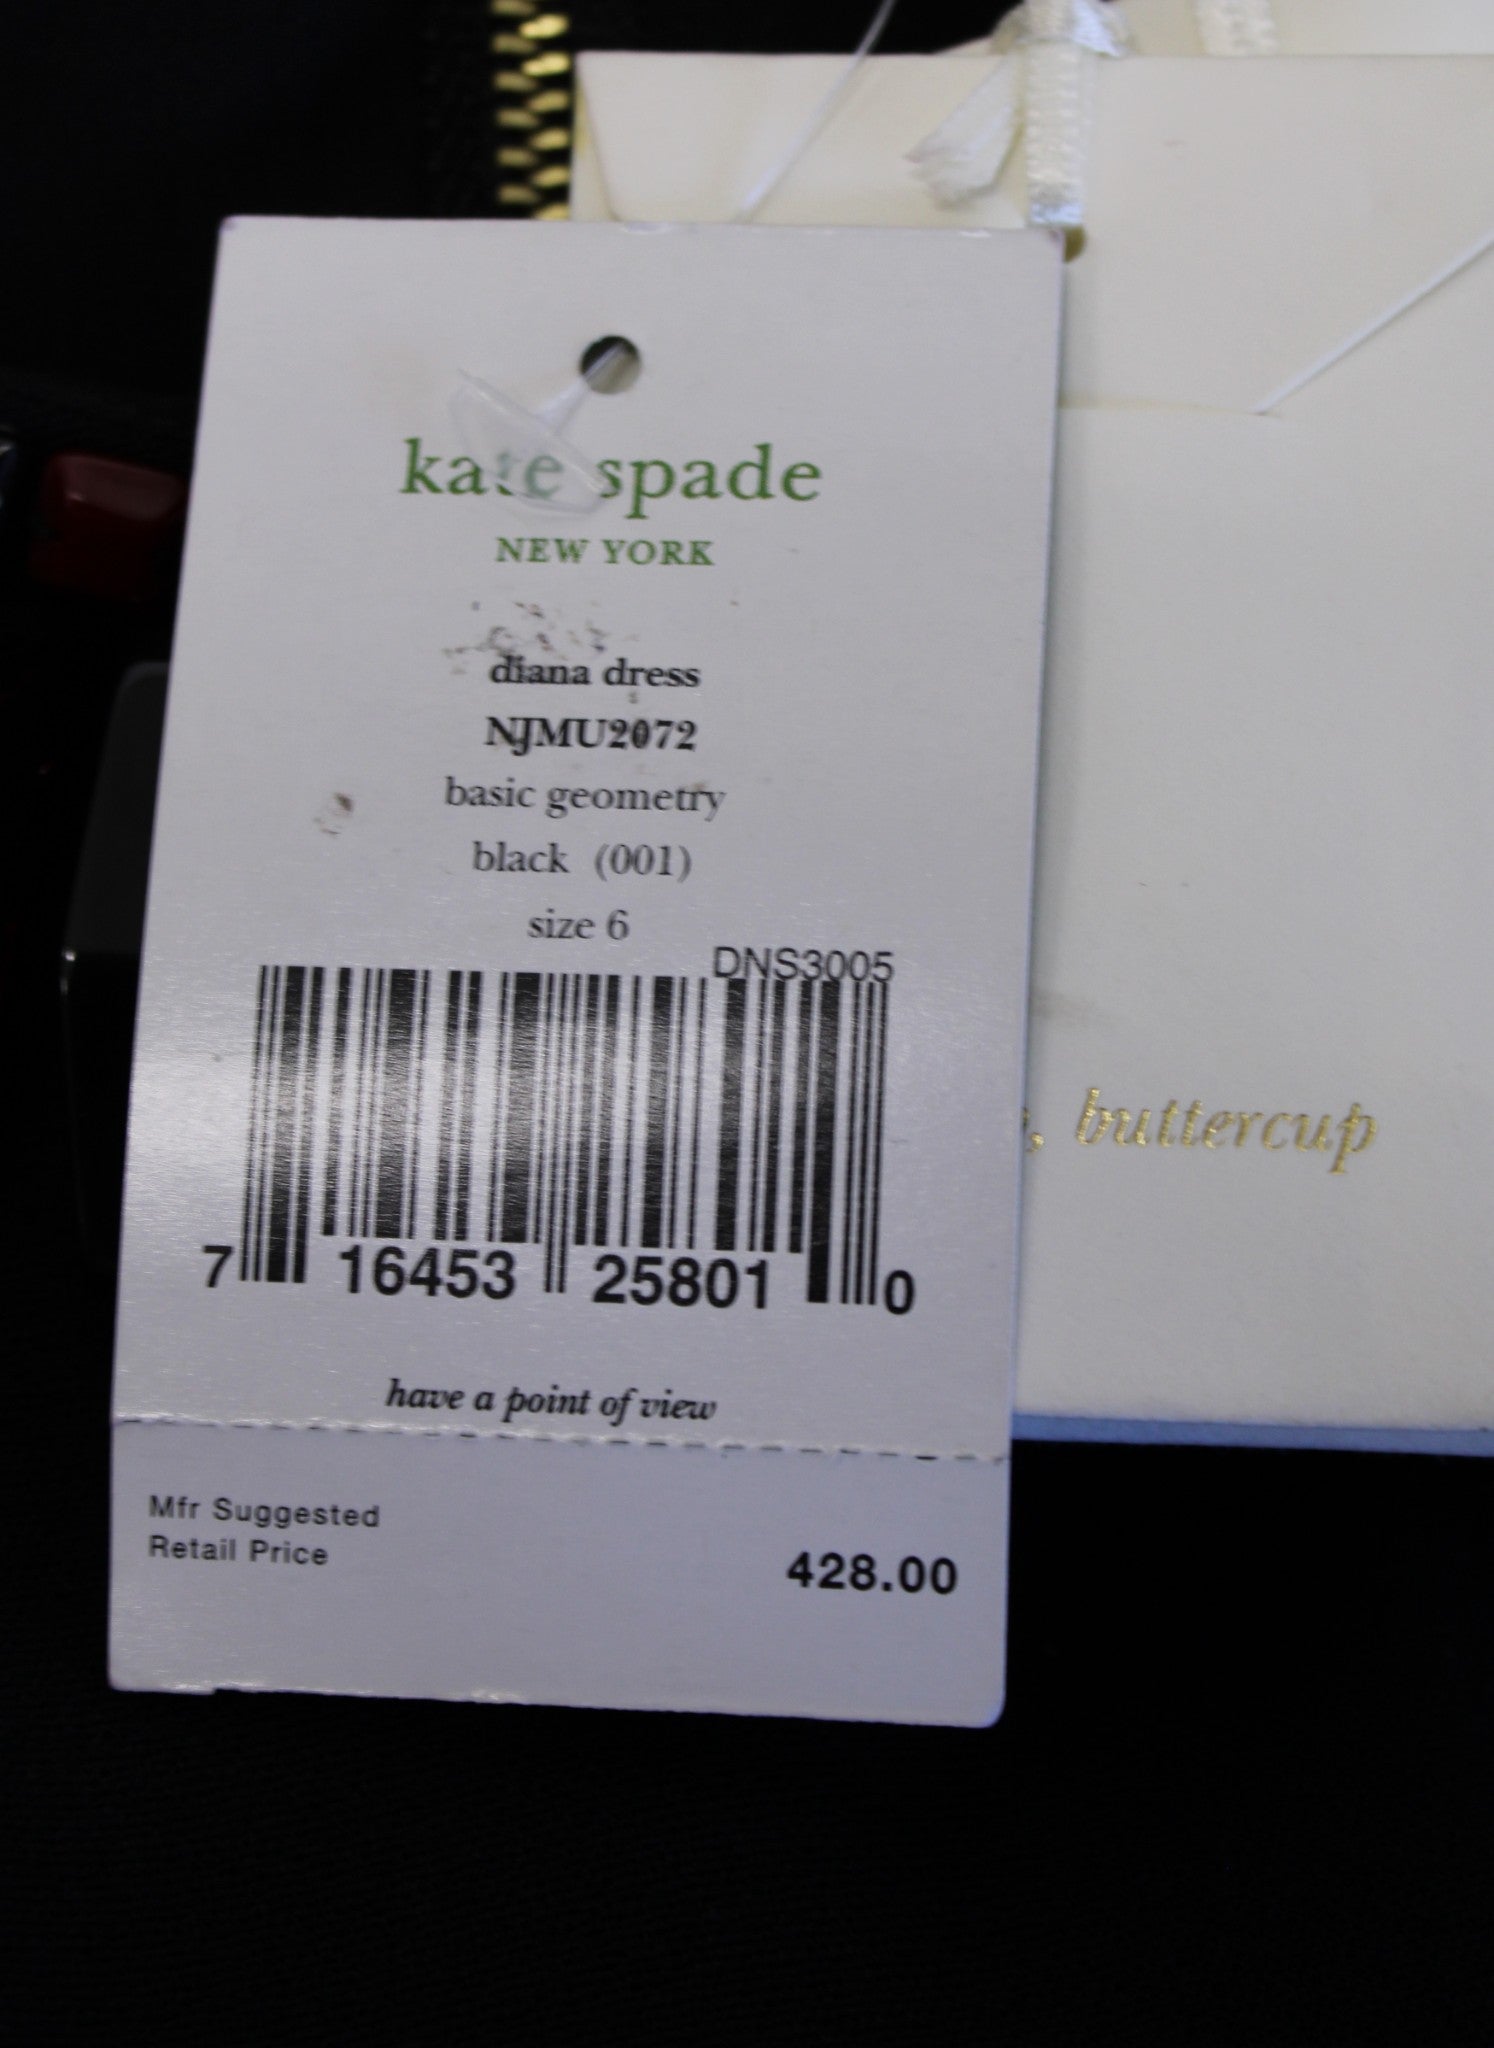 kate spade
NEW YORK
diana dress
NJMU2072
basic geometry
black (001)
size 6
DNS3005
7 16453 25801 0
have a point of view
Mfr Suggested
Retail Price
428.00
, buttercup